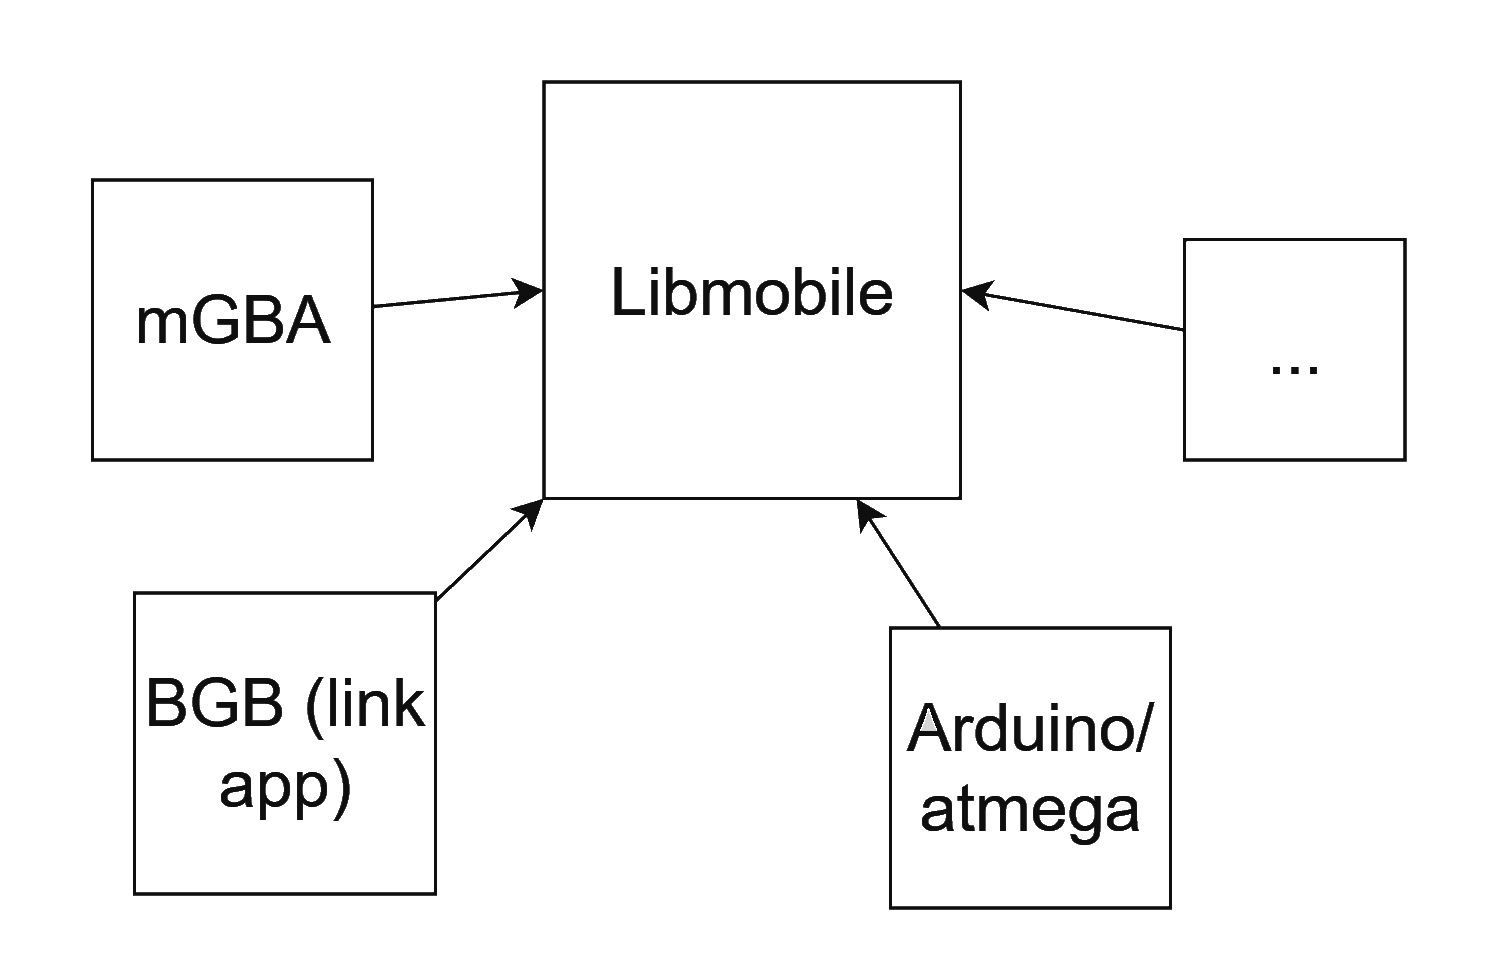 Libmobile
mGBA
...
BGB (link
app)
Arduino/
atmega